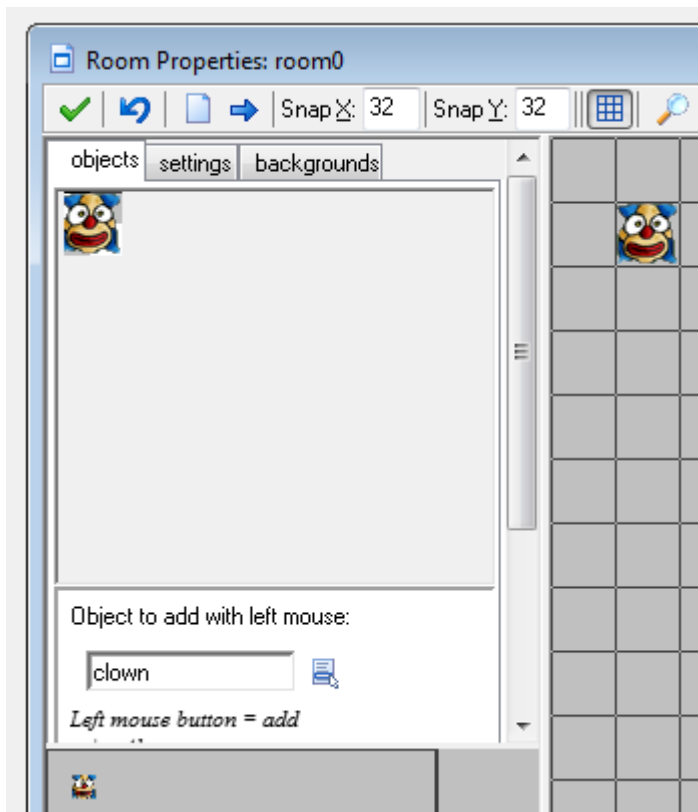 Room Properties: room0
Snap X: 32 Snap Y: 32
objects settings backgrounds
Object to add with left mouse:
clown
Left mouse button = add